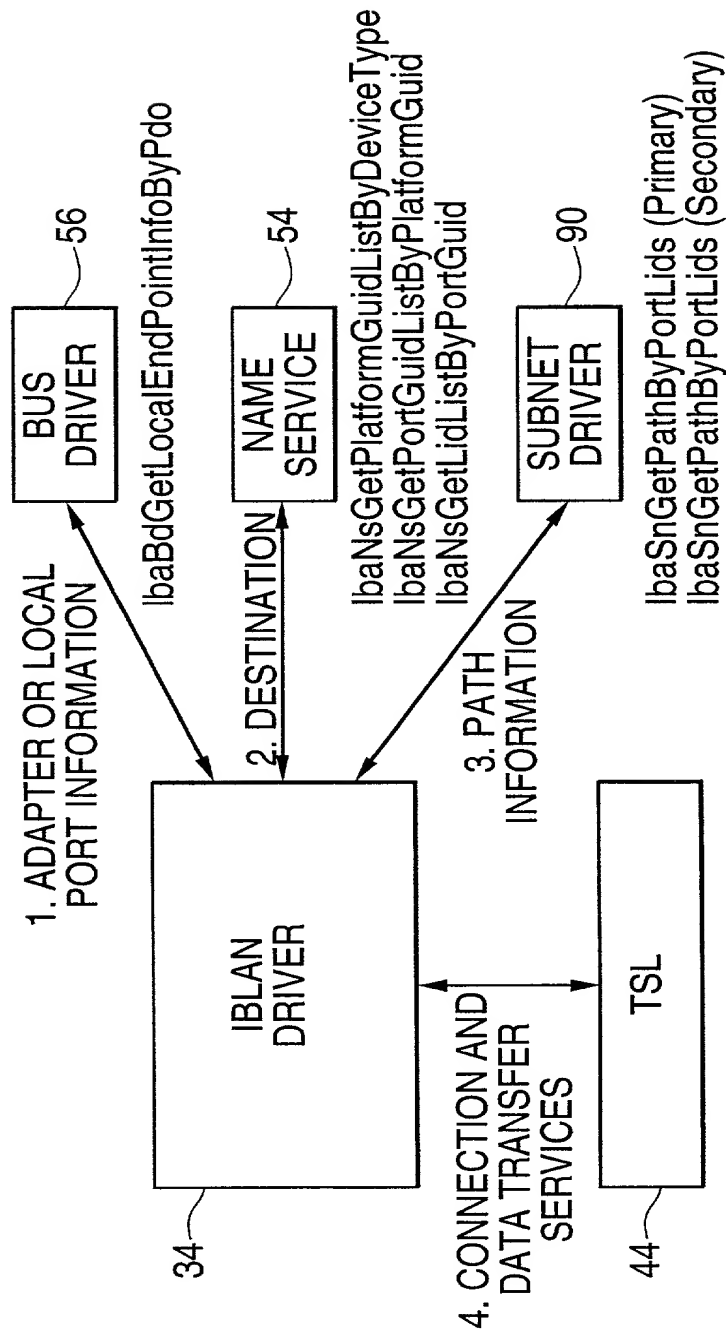 1. ADAPTER OR LOCAL
PORT INFORMATION
BUS
DRIVER
56
IbaBdGetLocalEndPointInfoByPdo
IBLAN
DRIVER
34
2. DESTINATION
NAME
SERVICE
54
IbaNsGetPlatformGuidListByDeviceType
IbaNsGetPortGuidListByPlatformGuid
IbaNsGetLidListByPortGuid
3. PATH
INFORMATION
SUBNET
DRIVER
90
IbaSnGetPathByPortLids (Primary)
IbaSnGetPathByPortLids (Secondary)
4. CONNECTION AND
DATA TRANSFER
SERVICES
TSL
44